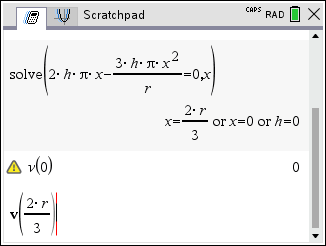 Scratchpad CAPS RAD
solve(2·h·π·x-3·h·π·x²/r=0,x)
x=2·r/3 or x=0 or h=0
v(0) 0
v(2·r/3)